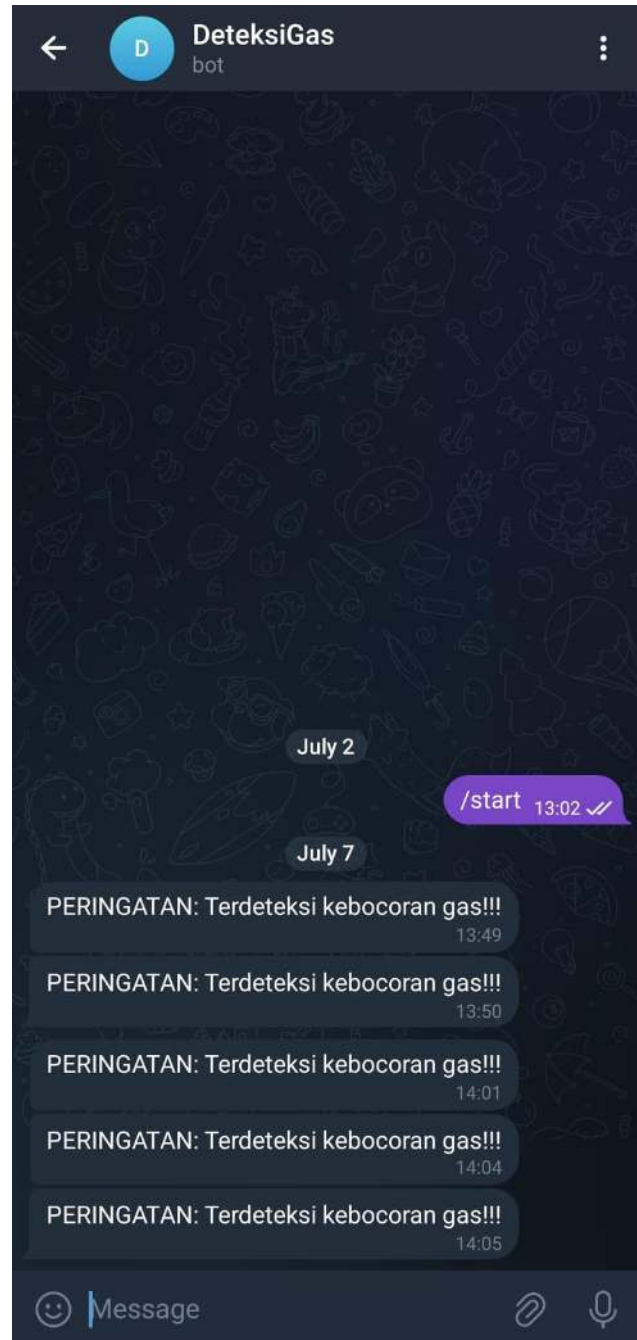 DeteksiGas
D
bot
July 2
/start 13:02
July 7
PERINGATAN: Terdeteksi kebocoran gas!!!
13:49
PERINGATAN: Terdeteksi kebocoran gas!!!
13:50
PERINGATAN: Terdeteksi kebocoran gas!!!
14:01
PERINGATAN: Terdeteksi kebocoran gas!!!
14:04
PERINGATAN: Terdeteksi kebocoran gas!!!
14:05
Message